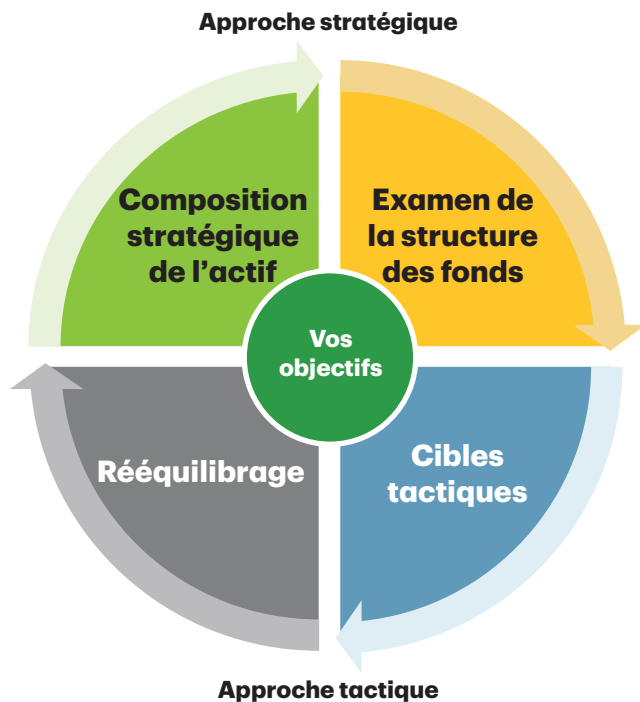 Approche stratégique
Composition
stratégique
de l’actif
Examen de
la structure
des fonds
Vos
objectifs
Rééquilibrage
Cibles
tactiques
Approche tactique